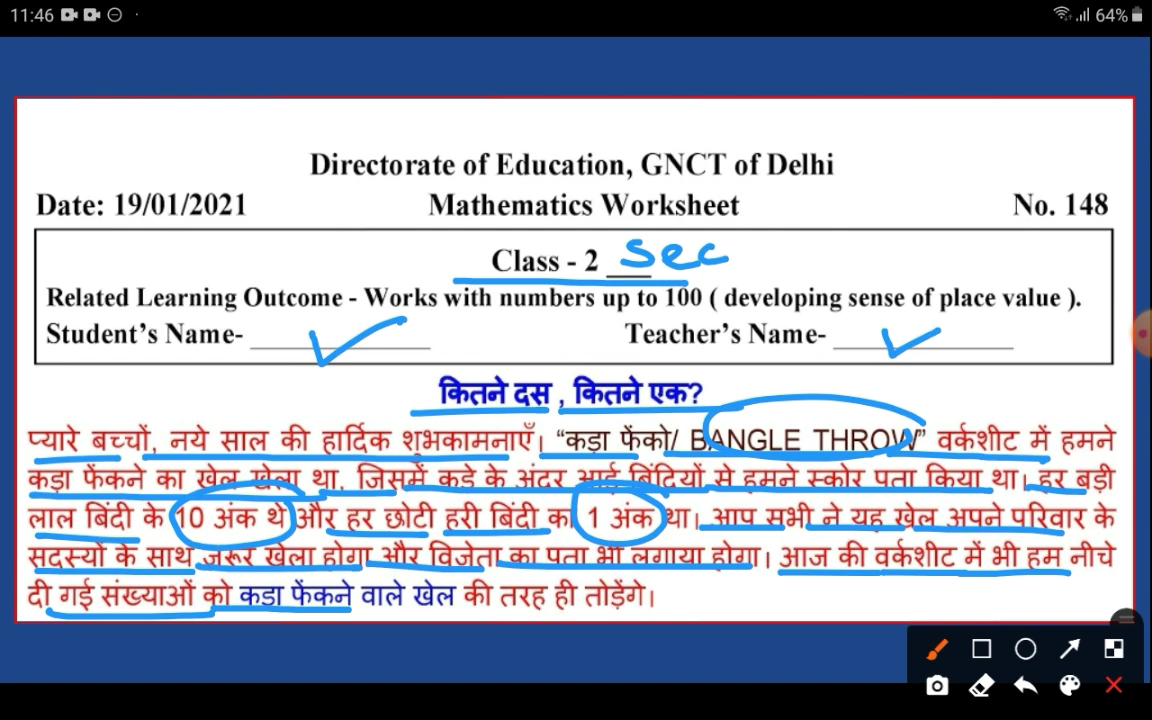 11:46
64%
Directorate of Education, GNCT of Delhi
Date: 19/01/2021 Mathematics Worksheet No. 148
Class - 2 Sec
Related Learning Outcome - Works with numbers up to 100 ( developing sense of place value ).
Student's Name- Teacher's Name-
कितने दस , कितने एक?
प्यारे बच्चों, नये साल की हार्दिक शुभकामनाएँ। “कड़ा फेंको/ BANGLE THROW” वर्कशीट में हमने
कड़ा फेंकने का खेल खेला था, जिसमें कड़े के अंदर आई बिंदियों से हमने स्कोर पता किया था। हर बड़ी
लाल बिंदी के 10 अंक थे और हर छोटी हरी बिंदी का 1 अंक था। आप सभी ने यह खेल अपने परिवार के
सदस्यों के साथ जरूर खेला होगा और विजेता का पता भी लगाया होगा। आज की वर्कशीट में भी हम नीचे
दी गई संख्याओं को कडा फेंकने वाले खेल की तरह ही तोड़ेंगे।